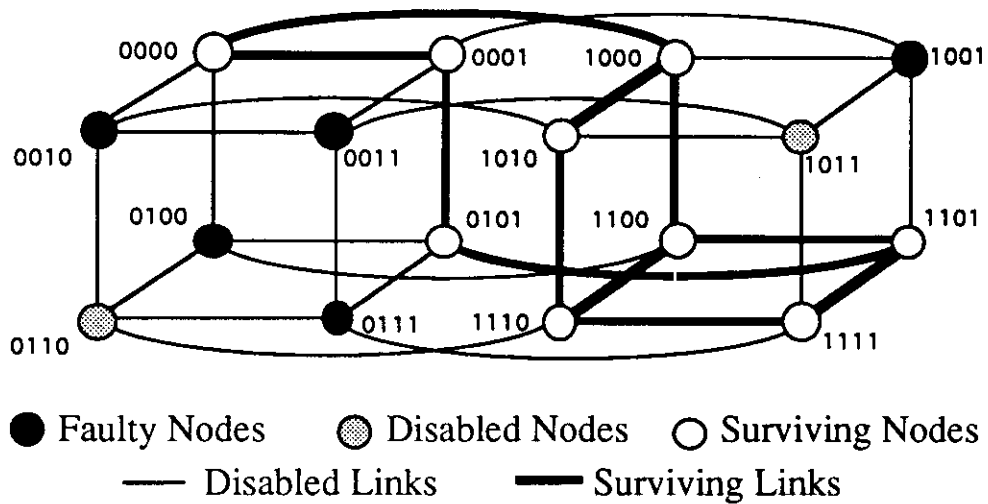 0000 0001 1000 1001
0010 0011 1010 1011
0100 0101 1100 1101
0110 0111 1110 1111
Faulty Nodes Disabled Nodes Surviving Nodes
Disabled Links Surviving Links